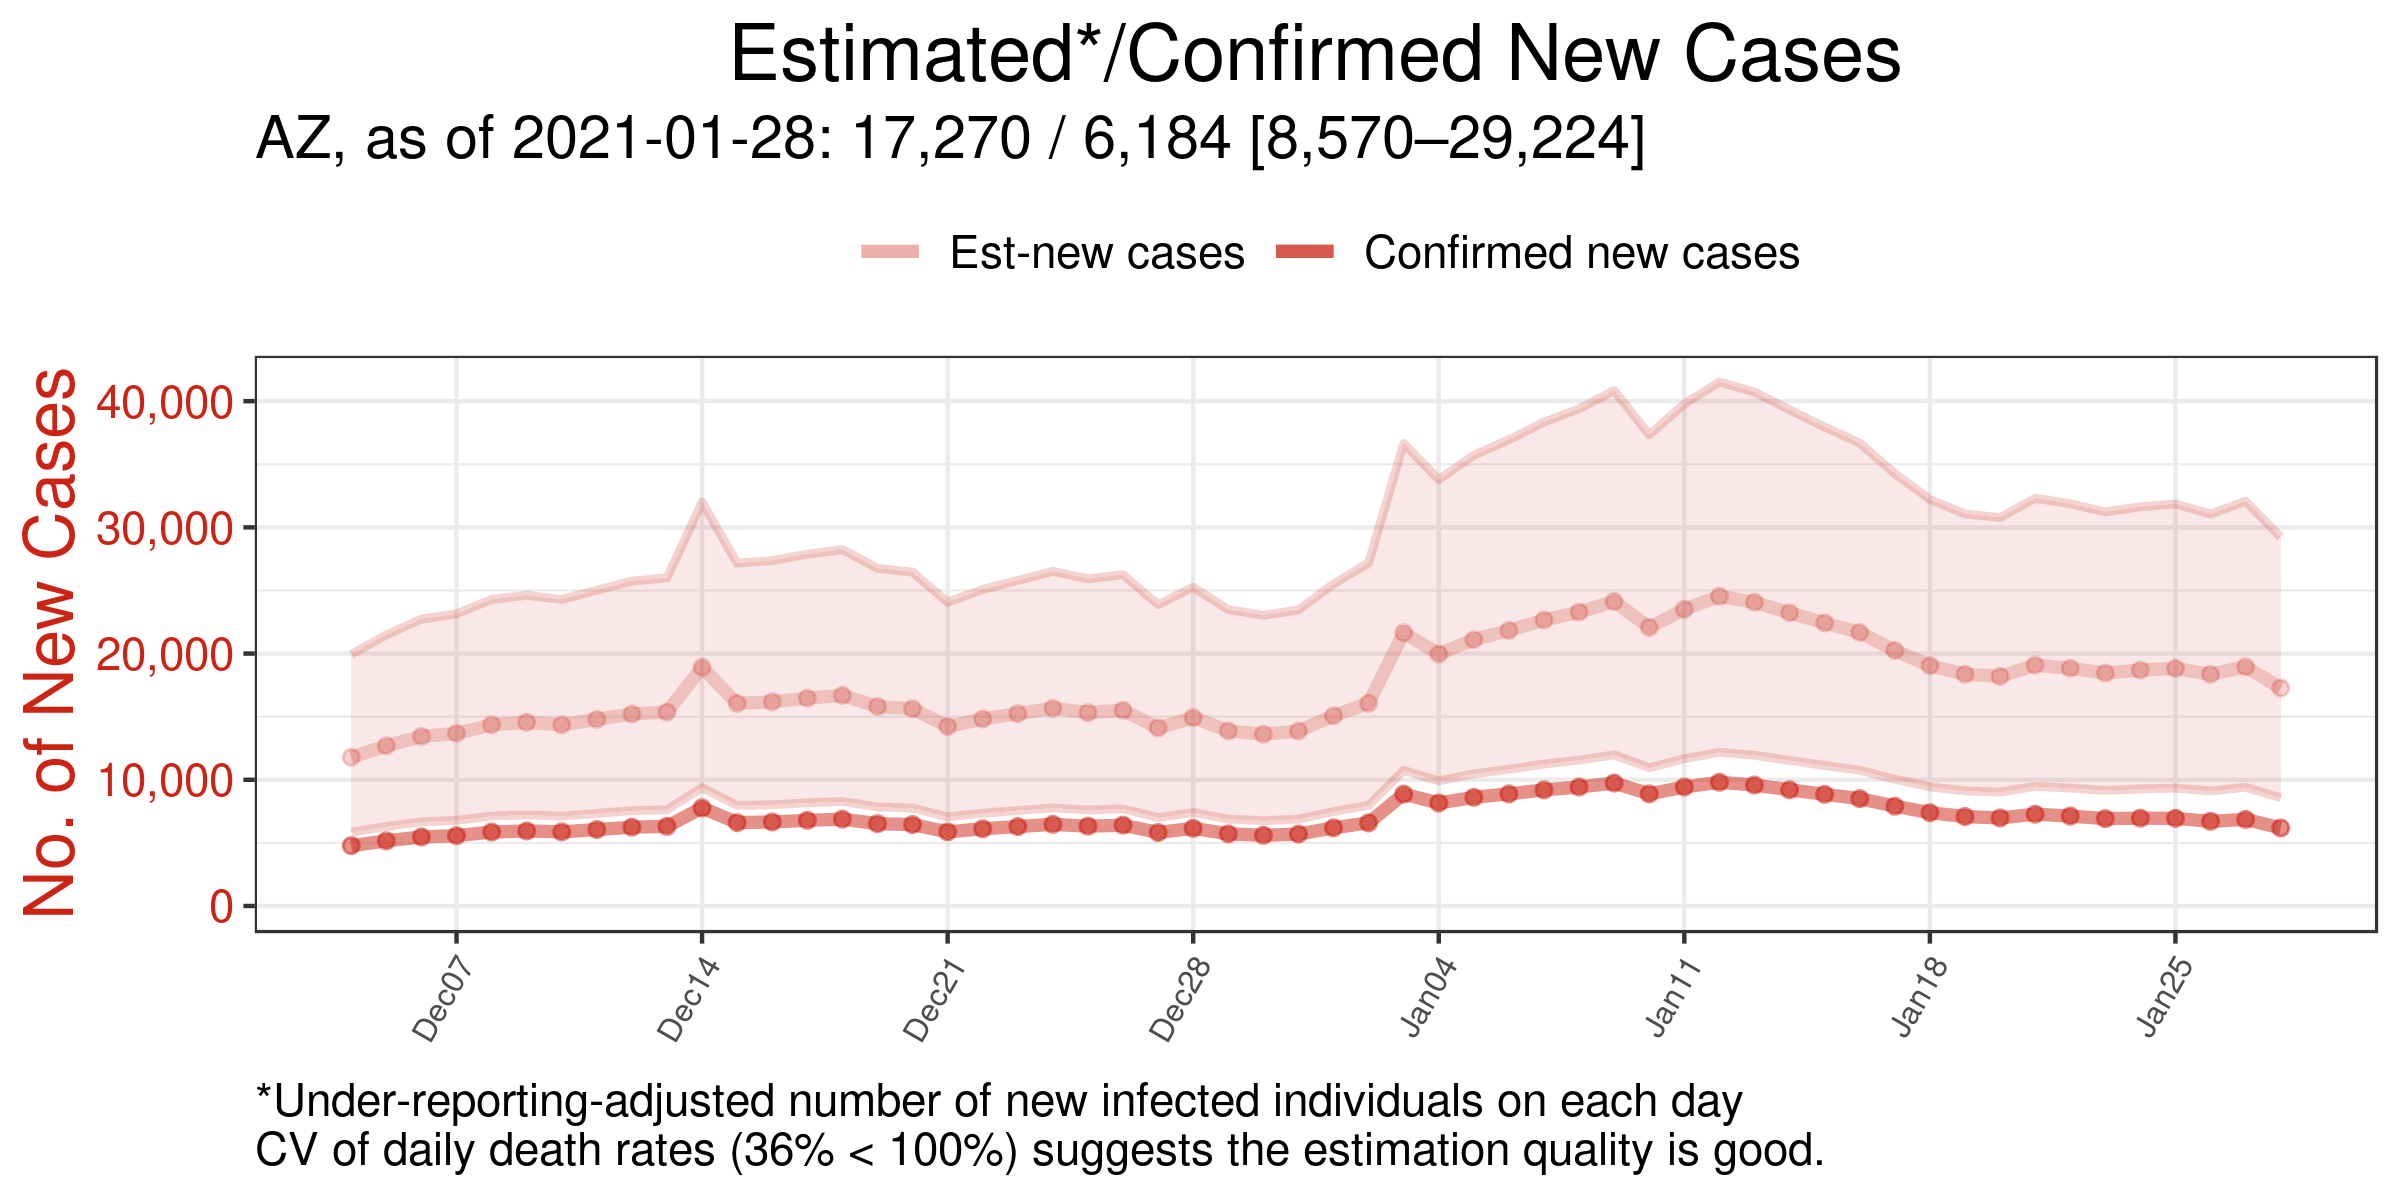 Estimated*/Confirmed New Cases
AZ, as of 2021-01-28: 17,270 / 6,184 [8,570–29,224]
Est-new cases Confirmed new cases
No. of New Cases
40,000
30,000
20,000
10,000
0
Dec07 Dec14 Dec21 Dec28 Jan04 Jan11 Jan18 Jan25
*Under-reporting-adjusted number of new infected individuals on each day
CV of daily death rates (36% < 100%) suggests the estimation quality is good.